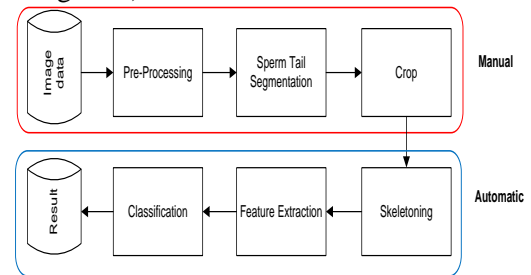 Image
data
Pre-Processing
Sperm Tail
Segmentation
Crop
Manual
Result
Classification
Feature Extraction
Skeletoning
Automatic